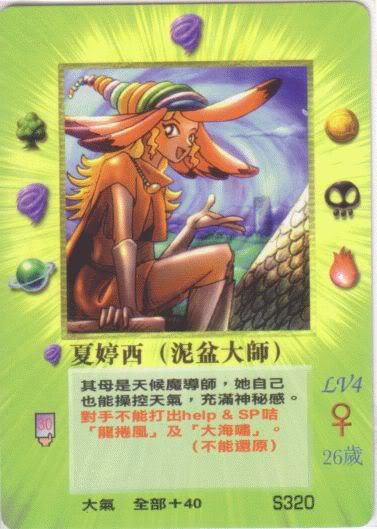 夏婷西（泥盆大師）
其母是天候魔導師，她自己
也能操控天氣，充滿神秘感。
對手不能打出help & SP咭
『龍捲風』及『大海嘯』。
（不能還原）
30
LV4
♀
26歲
大氣 全部＋40
S320